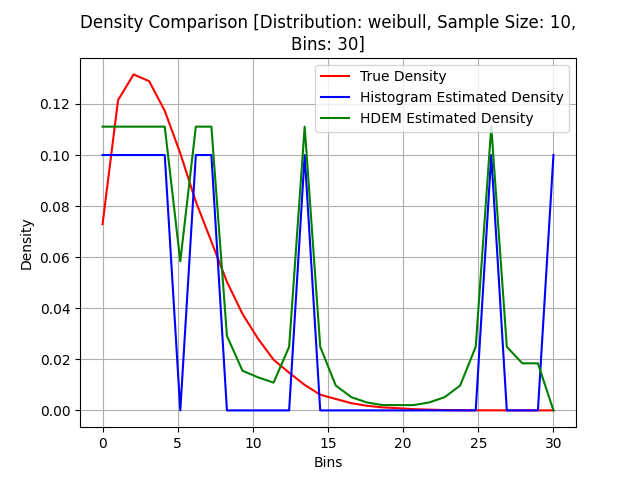 Density Comparison [Distribution: weibull, Sample Size: 10,
Bins: 30]
True Density
Histogram Estimated Density
HDEM Estimated Density
Density
0.12
0.10
0.08
0.06
0.04
0.02
0.00
0 5 10 15 20 25 30
Bins